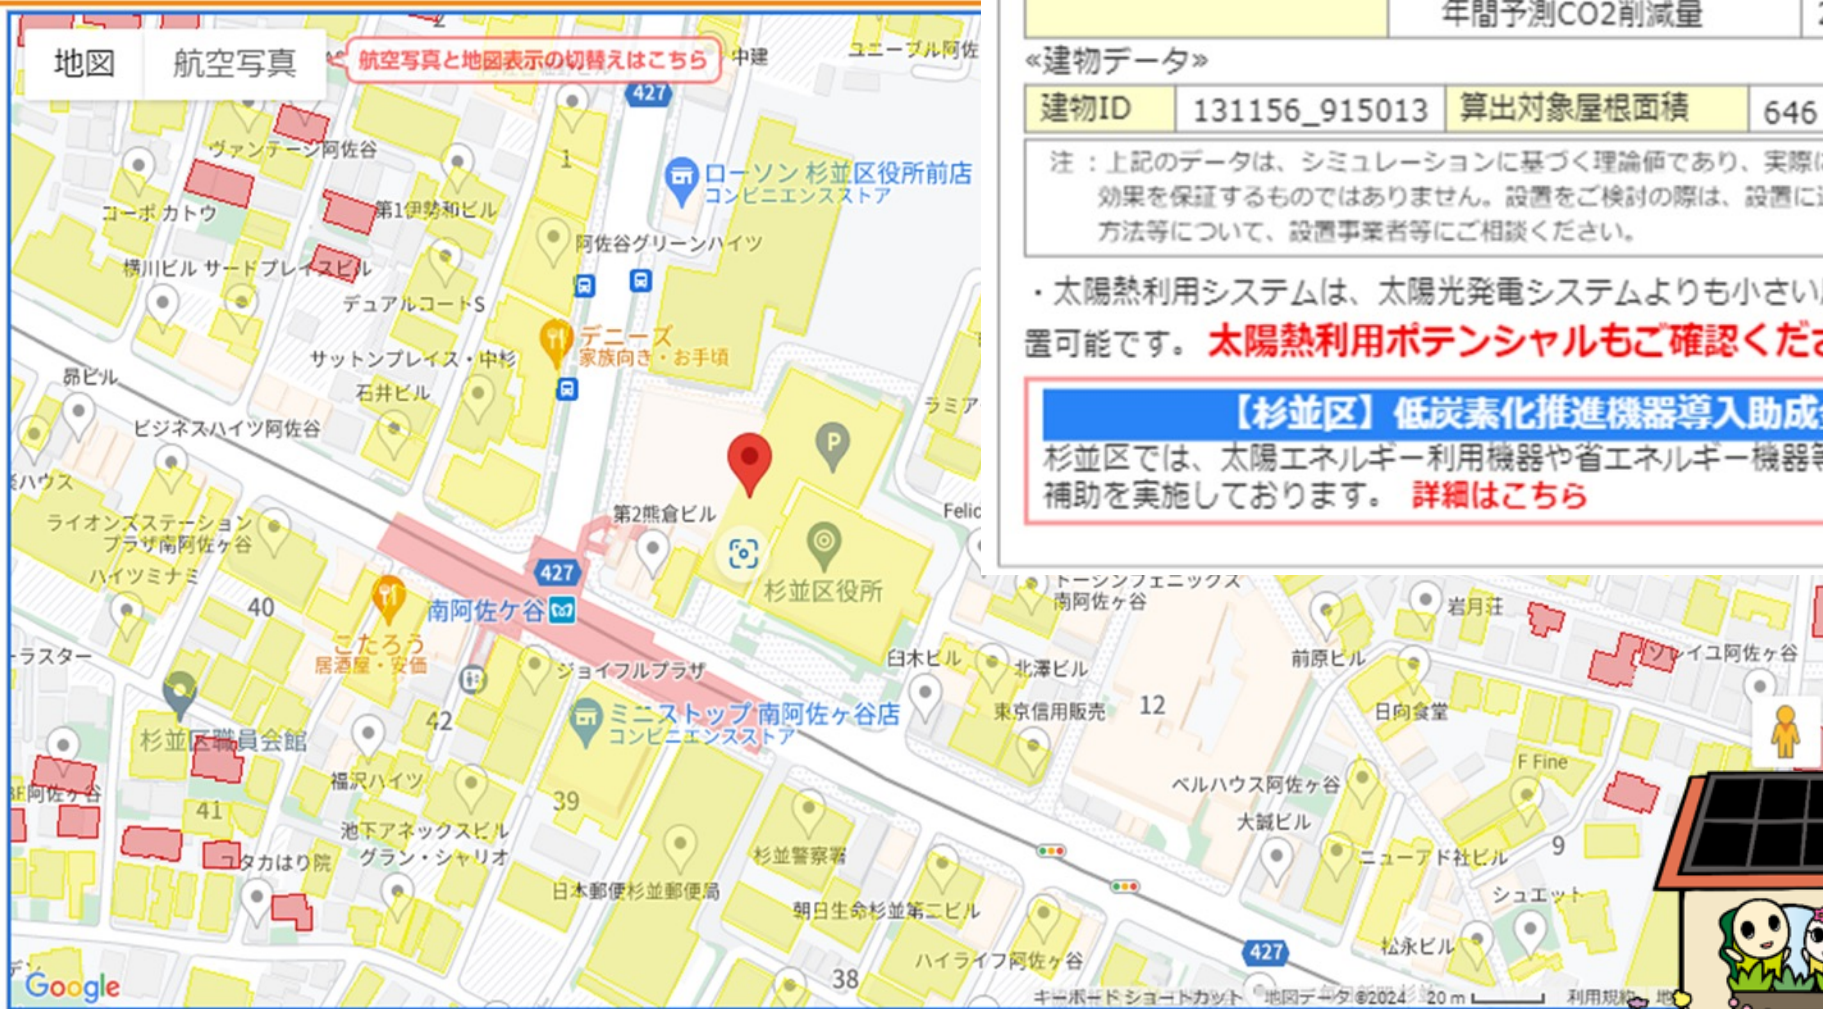 地図
航空写真
航空写真と地図表示の切替えはこちら
中建
ユニーブル阿佐
427
ヴァンテーン阿佐谷
1
ローソン 杉並区役所前店
コンビニエンスストア
コーポカトウ
第1伊勢和ビル
阿佐谷グリーンハイツ
横川ビル サードプレイスビル
デュアルコートS
デニーズ
家族向き・お手頃
サットンプレイス・中杉
昴ビル
石井ビル
ラミア
ビジネスハイツ阿佐谷
P
ハウス
第2熊倉ビル
Felic
ライオンズステーション
プラザ南阿佐ヶ谷
427
ハイツミナミ
杉並区役所
40
南阿佐ケ谷
こたろう
居酒屋・安価
ラスター
ジョイフルプラザ
臼木ビル
北澤ビル
42
ミニストップ 南阿佐ヶ谷店
コンビニエンスストア
東京信用販売
12
杉並区職員会館
福沢ハイツ
阿佐ヶ谷
41
39
池下アネックスビル
グラン・シャリオ
ユタカはり院
杉並警察署
日本郵便杉並郵便局
朝日生命杉並第二ビル
ハイライフ阿佐ヶ谷
38
Google
トーシンフェニックス
南阿佐ケ谷
岩月荘
前原ビル
ソレイユ阿佐ヶ谷
日向食堂
F Fine
ベルハウス阿佐ヶ谷
大誠ビル
ニューアド社ビル
9
シュエット
松永ビル
427
キーボード ショートカット
地図データ ©2024
20 m
利用規約
地
年間予測CO2削減量
2
«建物データ»
建物ID 131156_915013 算出対象屋根面積 646
注：上記のデータは、シミュレーションに基づく理論値であり、実際に
効果を保証するものではありません。設置をご検討の際は、設置に
方法等について、設置事業者等にご相談ください。
・太陽熱利用システムは、太陽光発電システムよりも小さい
置可能です。 太陽熱利用ポテンシャルもご確認くださ
【杉並区】低炭素化推進機器導入助成
杉並区では、太陽エネルギー利用機器や省エネルギー機器等
補助を実施しております。 詳細はこちら